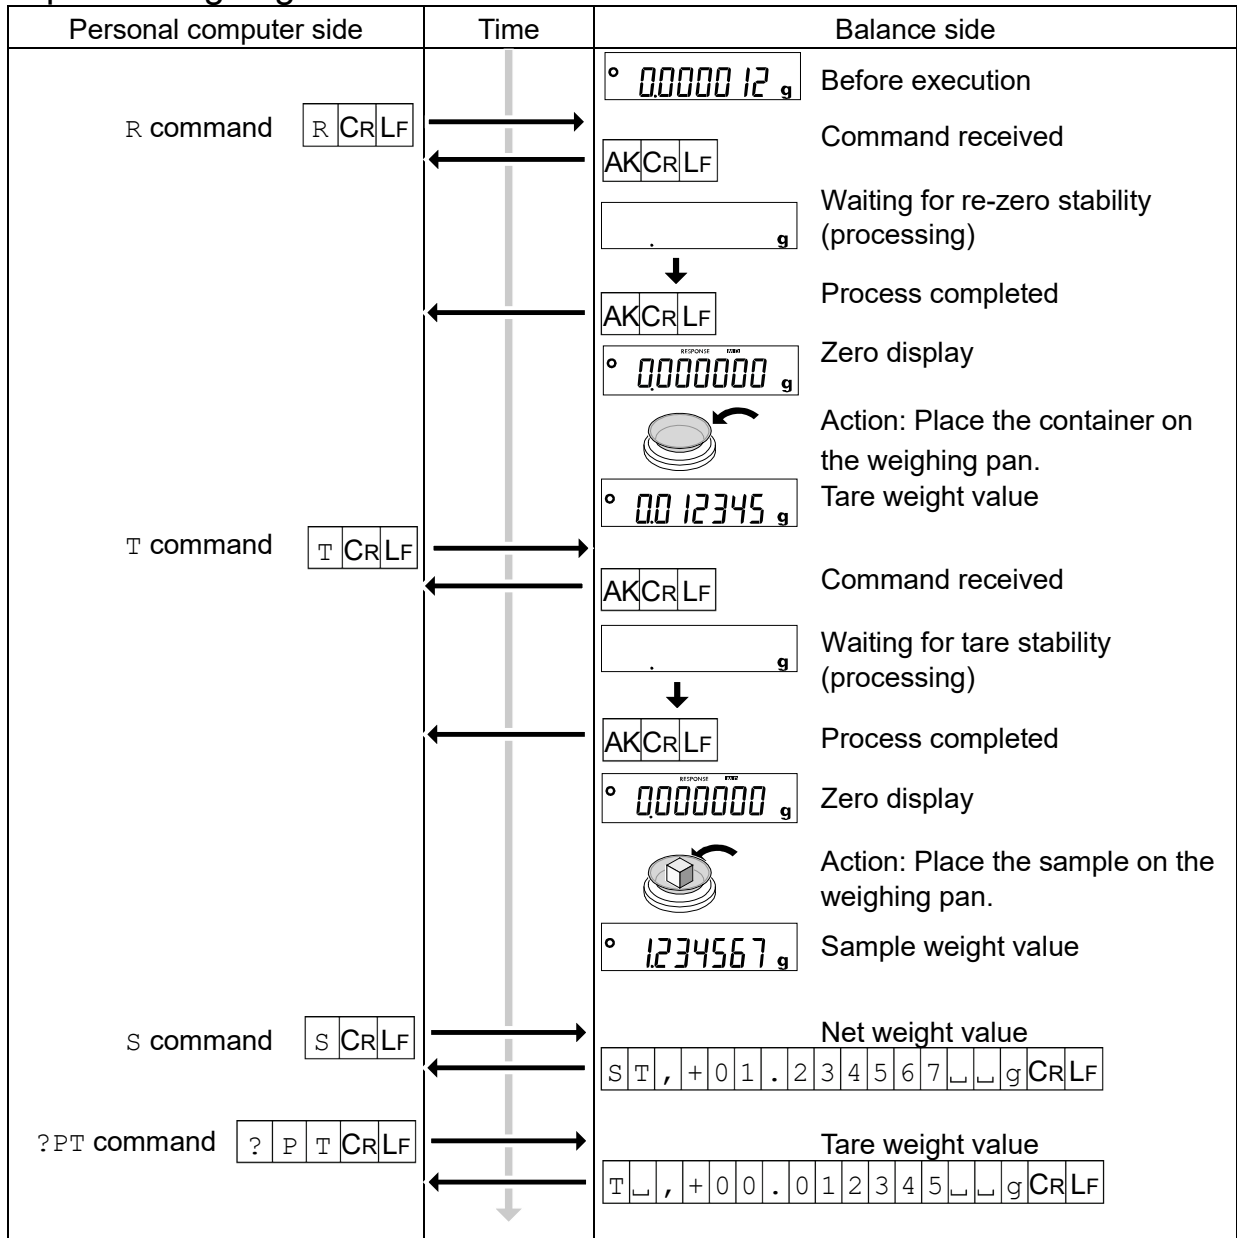 Personal computer side Time Balance side
0.000012 g Before execution
R command R CR LF
Command received
AK CR LF
Waiting for re-zero stability
(processing)
. g
Process completed
AK CR LF
Zero display
RESPONSE
0.000000 g
Action: Place the container on
the weighing pan.
Tare weight value
0.012345 g
T command T CR LF
Command received
AK CR LF
Waiting for tare stability
(processing)
. g
Process completed
AK CR LF
RESPONSE
0.000000 g Zero display
Action: Place the sample on the
weighing pan.
1.234567 g Sample weight value
S command S CR LF
Net weight value
S T , + 0 1 . 2 3 4 5 6 7 ␣ ␣ g CR LF
?PT command ? P T CR LF
Tare weight value
T ␣ , + 0 0 . 0 1 2 3 4 5 ␣ ␣ g CR LF